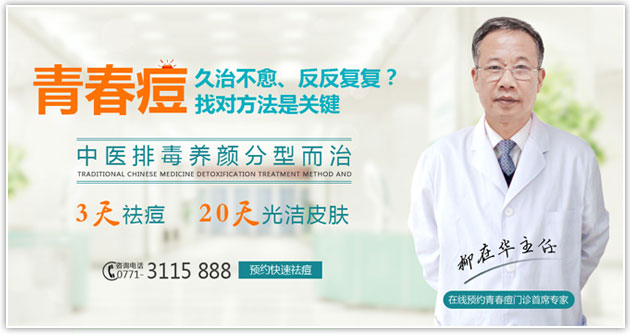 青春痘
久治不愈、反反复复？
找对方法是关键
中医排毒养颜分型而治
TRADITIONAL CHINESE MEDICINE DETOXIFICATION TREATMENT METHOD AND
3天祛痘 20天光洁皮肤
咨询电话
0771- 3115 888 预约快速祛痘
柳在华主任
在线预约青春痘门诊首席专家